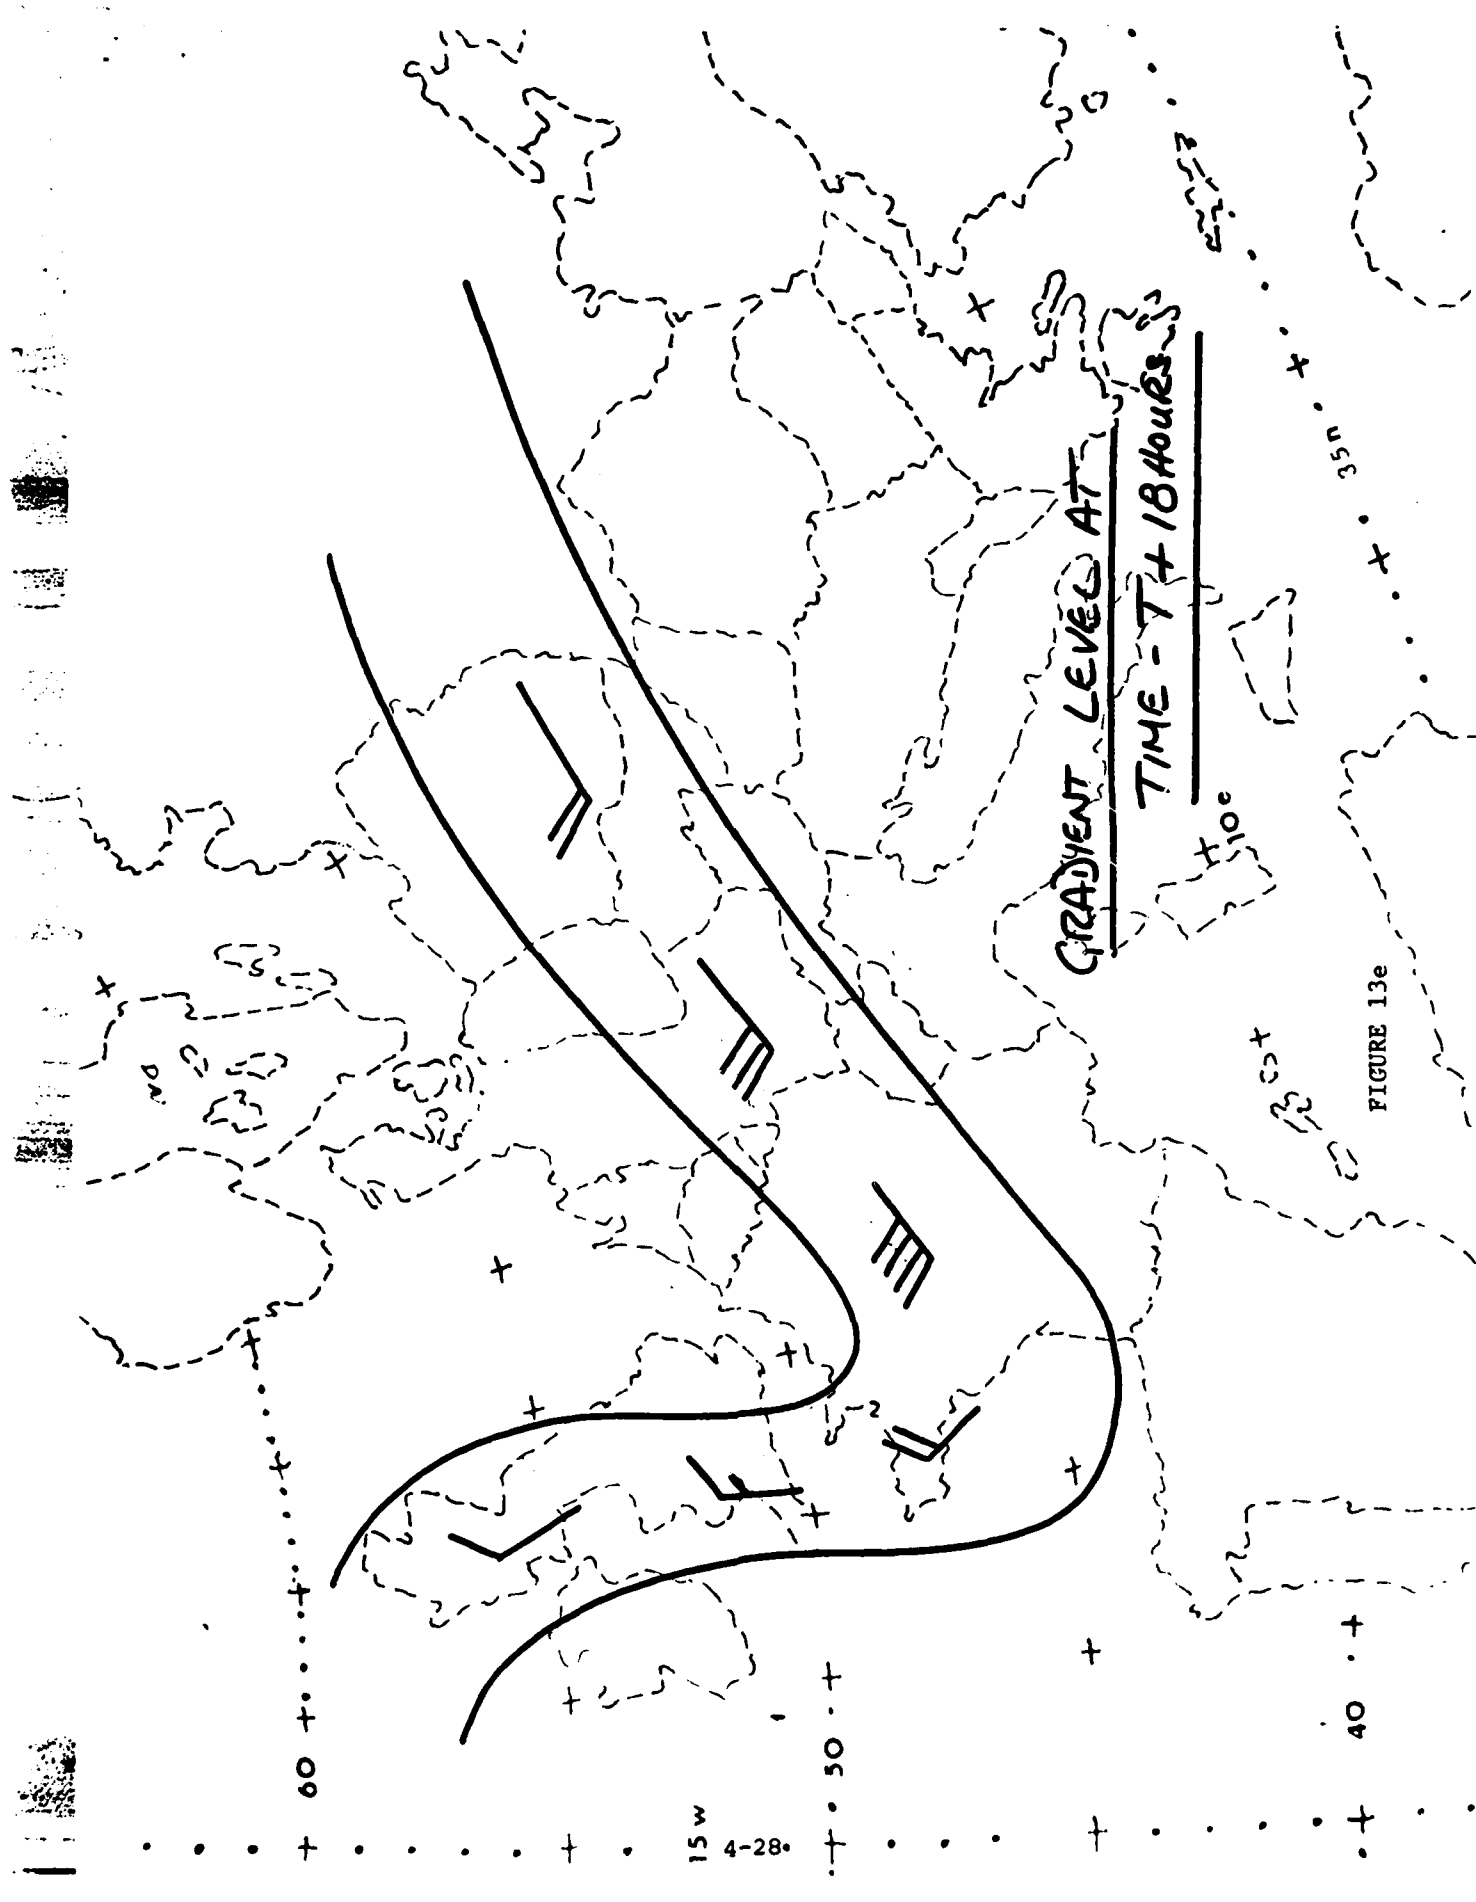 GRADIENT LEVEL AT
TIME - T + 18 HOURS
FIGURE 13e
60
50
40
15w
10e
35n
4-28